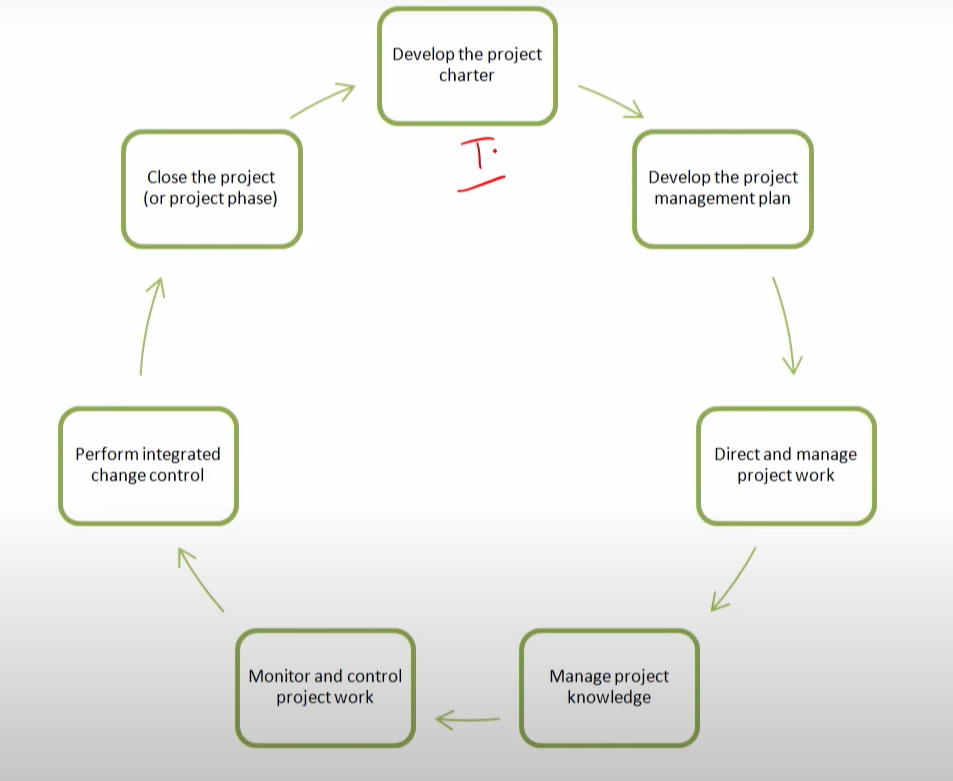 Develop the project
charter
I.
Develop the project
management plan
Direct and manage
project work
Manage project
knowledge
Monitor and control
project work
Perform integrated
change control
Close the project
(or project phase)